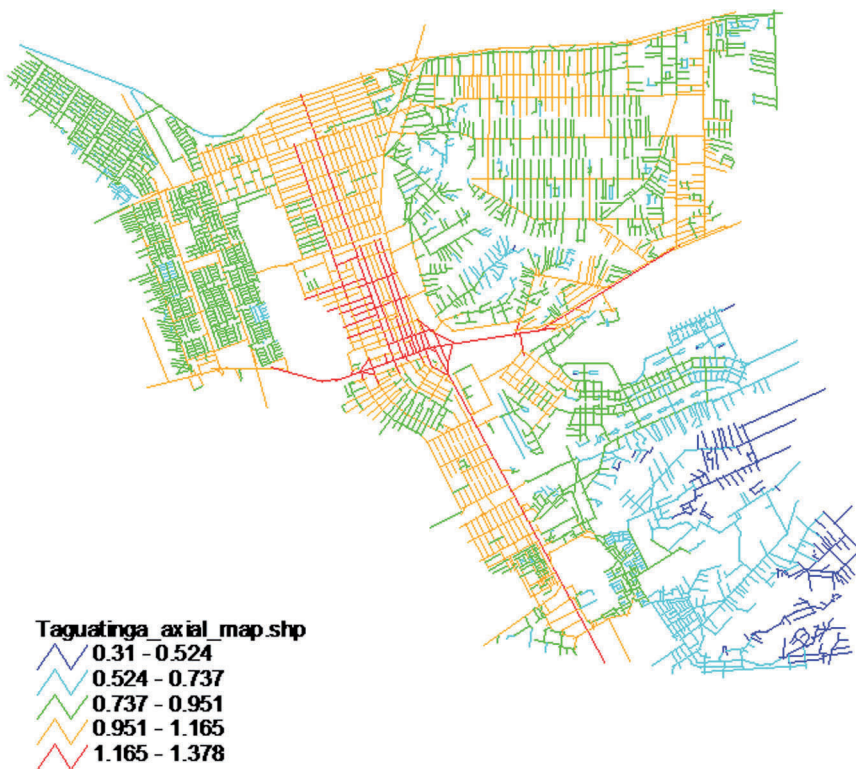 Taguatinga_axial_map.shp
0.31 - 0.524
0.524 - 0.737
0.737 - 0.951
0.951 - 1.165
1.165 - 1.378